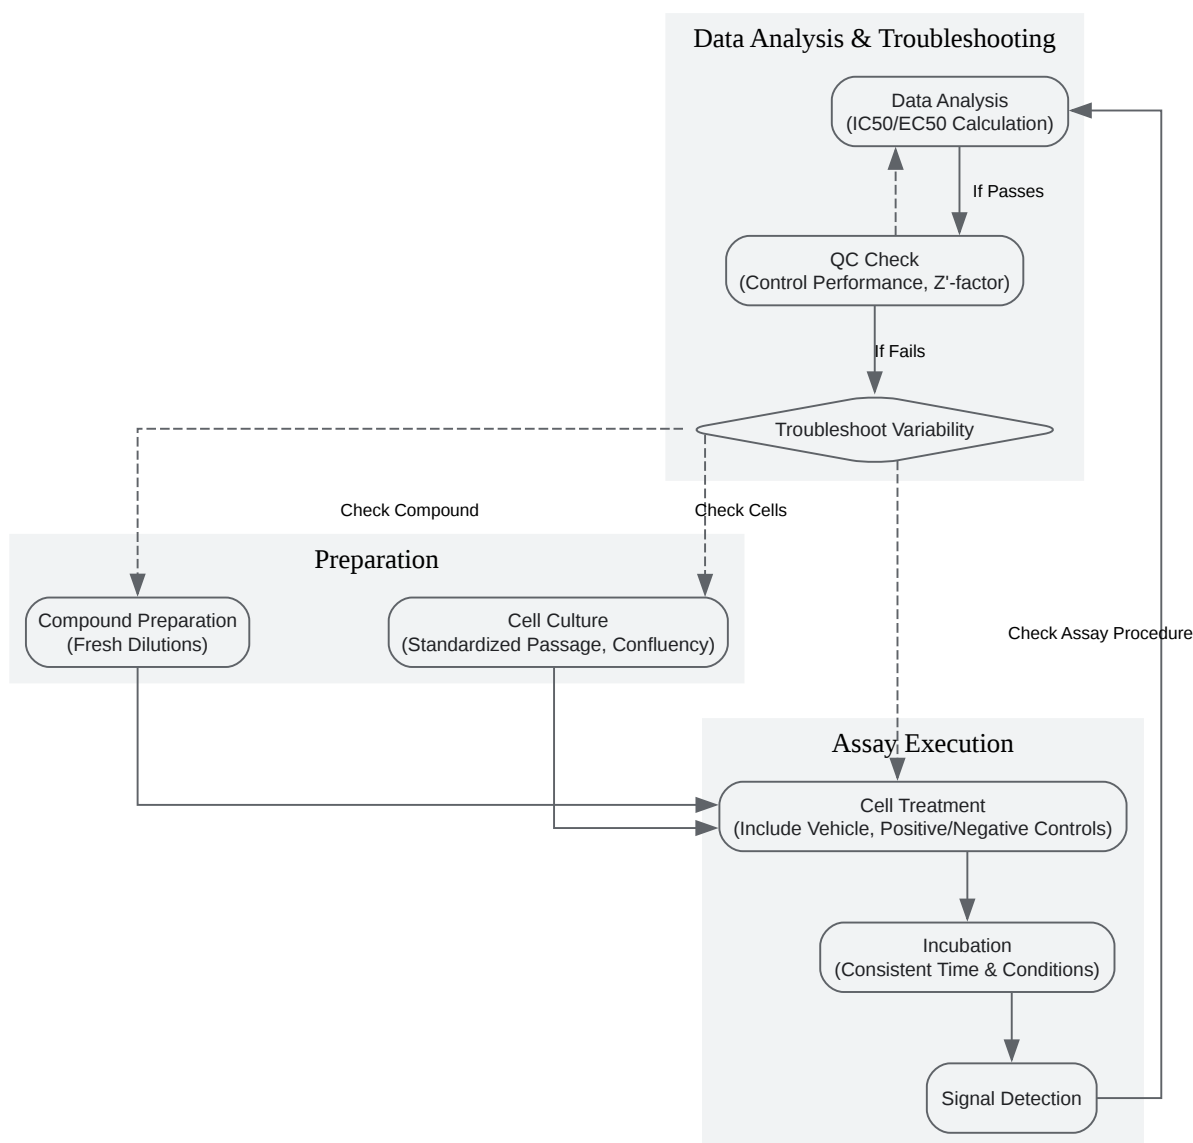 Data Analysis & Troubleshooting
Data Analysis
(IC50/EC50 Calculation)
If Passes
QC Check
(Control Performance, Z'-factor)
If Fails
Troubleshoot Variability
Check Compound
Check Cells
Preparation
Compound Preparation
(Fresh Dilutions)
Cell Culture
(Standardized Passage, Confluency)
Check Assay Procedure
Assay Execution
Cell Treatment
(Include Vehicle, Positive/Negative Controls)
Incubation
(Consistent Time & Conditions)
Signal Detection